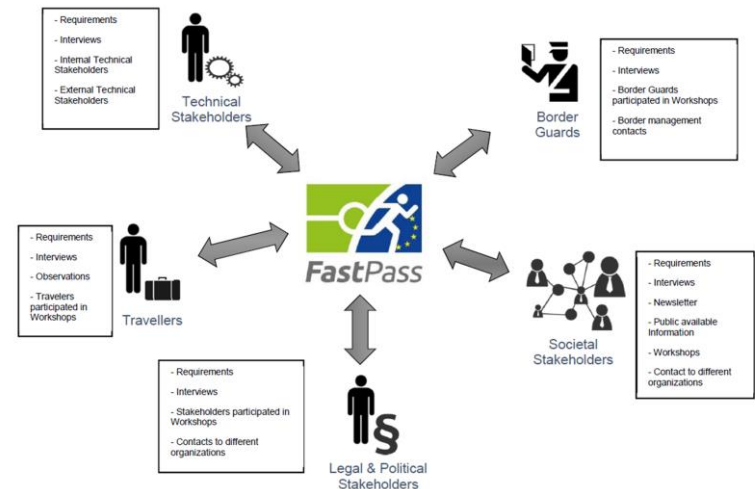 - Requirements
- Interviews
- Internal Technical
Stakeholders
- External Technical
Stakeholders
Technical
Stakeholders
Border
Guards
- Requirements
- Interviews
- Border Guards
participated in Workshops
- Border management
contacts
- Requirements
- Interviews
- Observations
- Travelers
participated in
Workshops
Travellers
FastPass
Societal
Stakeholders
- Requirements
- Interviews
- Newsletter
- Public available
Information
- Workshops
- Contact to different
organizations
- Requirements
- Interviews
- Stakeholders participated in
Workshops
- Contacts to different
organizations
§
Legal & Political
Stakeholders